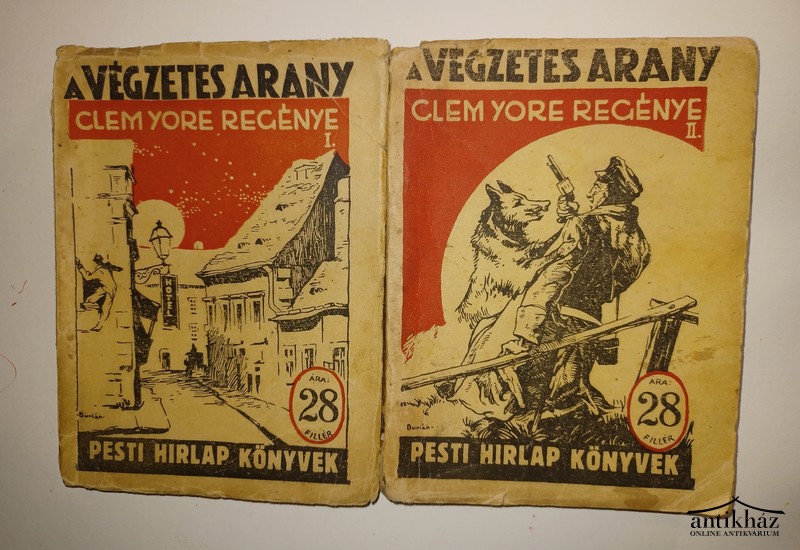 A VÉGZETES ARANY
CLEM YORE REGÉNYE
I.
HOTEL
Burián.
ÁRA:
28
FILLÉR
PESTI HIRLAP KÖNYVEK
A VÉGZETES ARANY
CLEM YORE REGÉNYE
II.
Burián.
ÁRA:
28
FILLÉR
PESTI HIRLAP KÖNYVEK
antikház
ONLINE ANTIKVÁRIUM